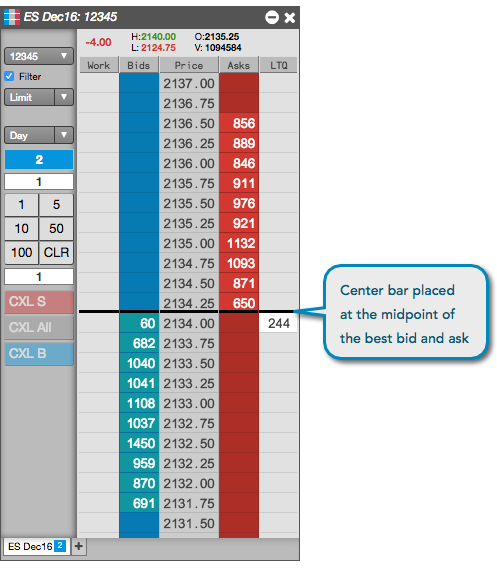 ES Dec16: 12345
-4.00 H:2140.00 O:2135.25
L: 2124.75 V: 1094584
12345
Filter
Limit
Day
2
1
1 5
10 50
100 CLR
1
CXL S
CXL All
CXL B
Work Bids Price Asks LTQ
2137.00
2136.75
2136.50 856
2136.25 889
2136.00 846
2135.75 911
2135.50 976
2135.25 921
2135.00 1132
2134.75 1093
2134.50 871
2134.25 650
60 2134.00 244
682 2133.75
1040 2133.50
1041 2133.25
1108 2133.00
1037 2132.75
1450 2132.50
959 2132.25
870 2132.00
691 2131.75
2131.50
Center bar placed
at the midpoint of
the best bid and ask
ES Dec16 2 +